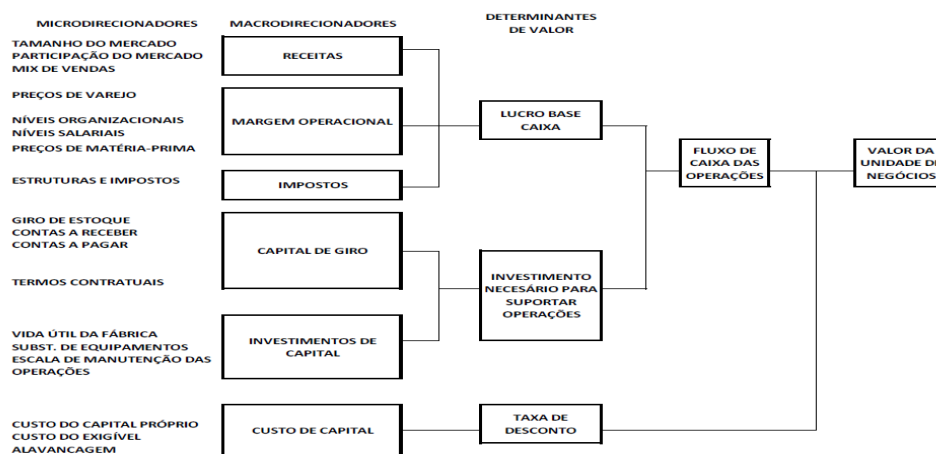 MICRODIRECIONADORES
MACRODIRECIONADORES
DETERMINANTES
DE VALOR
TAMANHO DO MERCADO
PARTICIPAÇÃO DO MERCADO
MIX DE VENDAS
RECEITAS
PREÇOS DE VAREJO
NÍVEIS ORGANIZACIONAIS
NÍVEIS SALARIAIS
PREÇOS DE MATÉRIA-PRIMA
MARGEM OPERACIONAL
LUCRO BASE
CAIXA
FLUXO DE
CAIXA DAS
OPERAÇÕES
VALOR DA
UNIDADE DE
NEGÓCIOS
ESTRUTURAS E IMPOSTOS
IMPOSTOS
GIRO DE ESTOQUE
CONTAS A RECEBER
CONTAS A PAGAR
TERMOS CONTRATUAIS
CAPITAL DE GIRO
INVESTIMENTO
NECESÁRIO PARA
SUPORTAR
OPERAÇÕES
VIDA ÚTIL DA FÁBRICA
SUBST. DE EQUIPAMENTOS
ESCALA DE MANUTENÇÃO DAS
OPERAÇÕES
INVESTIMENTOS DE
CAPITAL
CUSTO DO CAPITAL PRÓPRIO
CUSTO DO EXIGÍVEL
ALAVANCAGEM
CUSTO DE CAPITAL
TAXA DE
DESCONTO